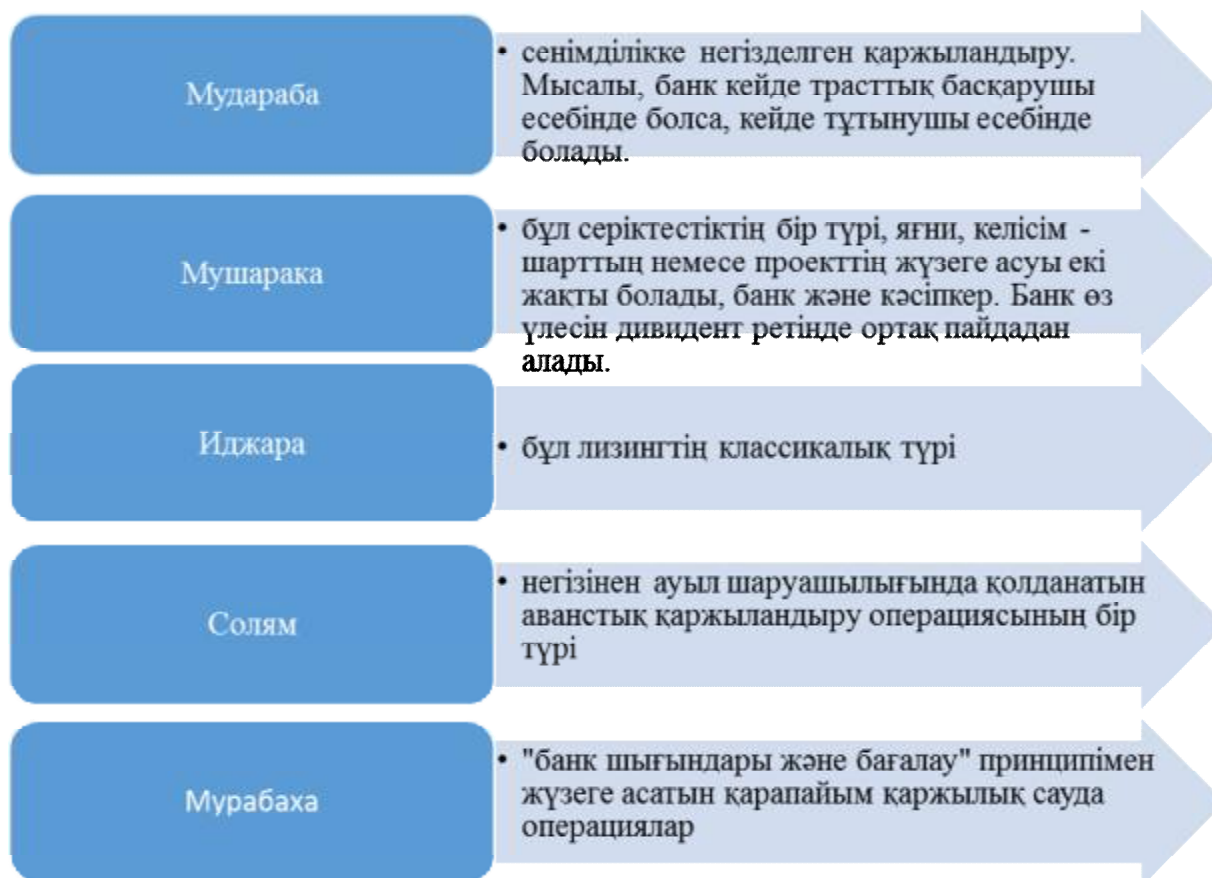 Мудараба
• сенімділікке негізделген қаржыландыру.
Мысалы, банк кейде трасттық басқарушы
есебінде болса, кейде тұтынушы есебінде
болады.
Мушарака
• бұл серіктестіктің бір түрі, яғни, келісім -
шарттың немесе проекттің жүзеге асуы екі
жақты болады, банк және кәсіпкер. Банк өз
үлесін дивидент ретінде ортақ пайдадан
алады.
Иджара
• бұл лизингтің классикалық түрі
Солям
• негізінен ауыл шаруашылығында қолданатын
аванстық қаржыландыру операциясының бір
түрі
Мурабаха
• "банк шығындары және бағалау" принципімен
жүзеге асатын қарапайым қаржылық сауда
операциялар